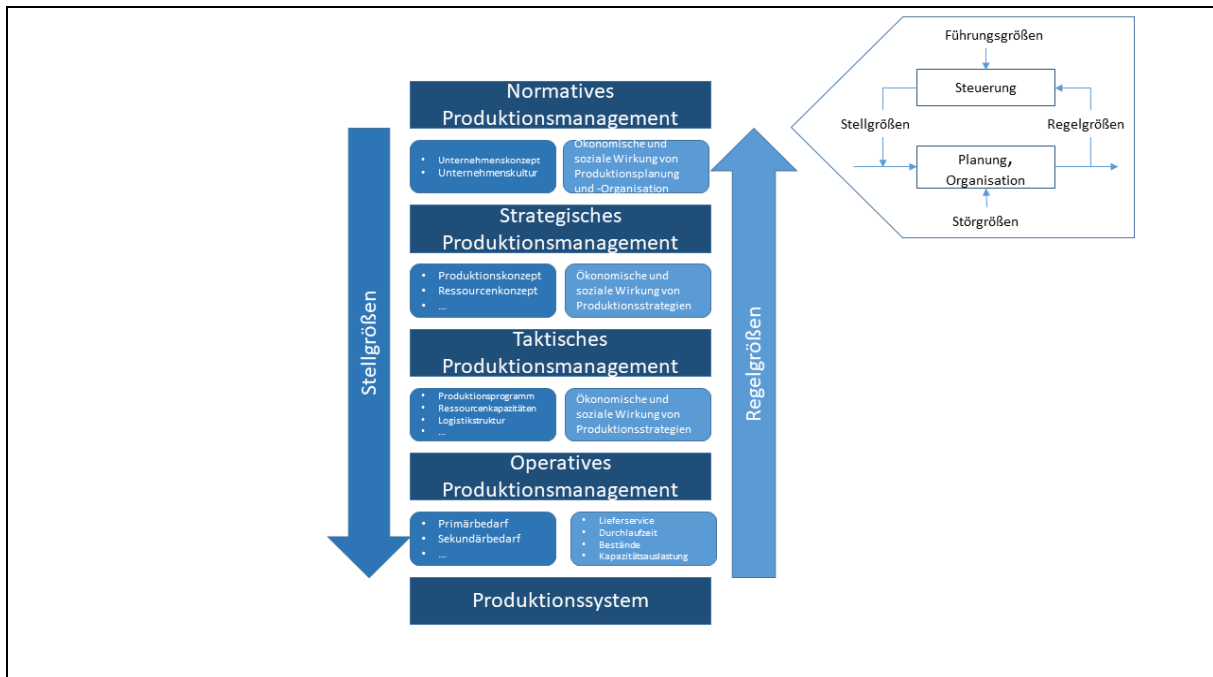 Normatives
Produktionsmanagement
• Unternehmenskonzept
• Unternehmenskultur
Ökonomische und
soziale Wirkung von
Produktionsplanung
und -Organisation
Strategisches
Produktionsmanagement
• Produktionskonzept
• Ressourcenkonzept
• ...
Ökonomische und
soziale Wirkung von
Produktionsstrategien
Taktisches
Produktionsmanagement
• Produktionsprogramm
• Ressourcenkapazitäten
• Logistikstruktur
• ...
Ökonomische und
soziale Wirkung von
Produktionsstrategien
Operatives
Produktionsmanagement
• Primärbedarf
• Sekundärbedarf
• ...
• Lieferservice
• Durchlaufzeit
• Bestände
• Kapazitätsauslastung
Produktionssystem
Stellgrößen
Regelgrößen
Führungsgrößen
Steuerung
Stellgrößen
Regelgrößen
Planung,
Organisation
Störgrößen